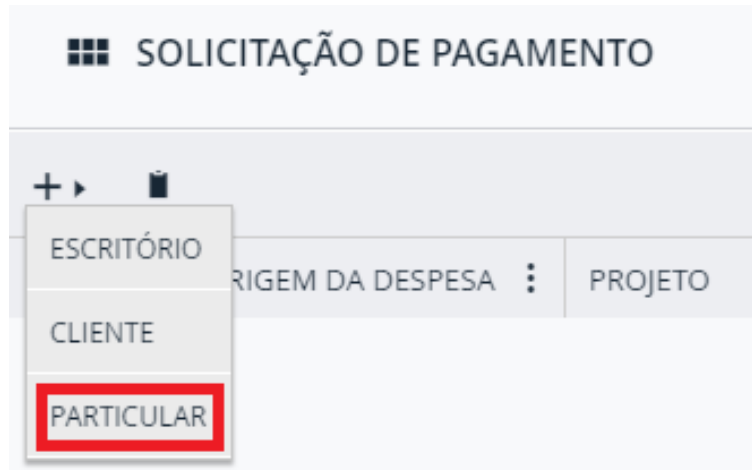 SOLICITAÇÃO DE PAGAMENTO
ESCRITÓRIO
RIGEM DA DESPESA PROJETO
CLIENTE
PARTICULAR